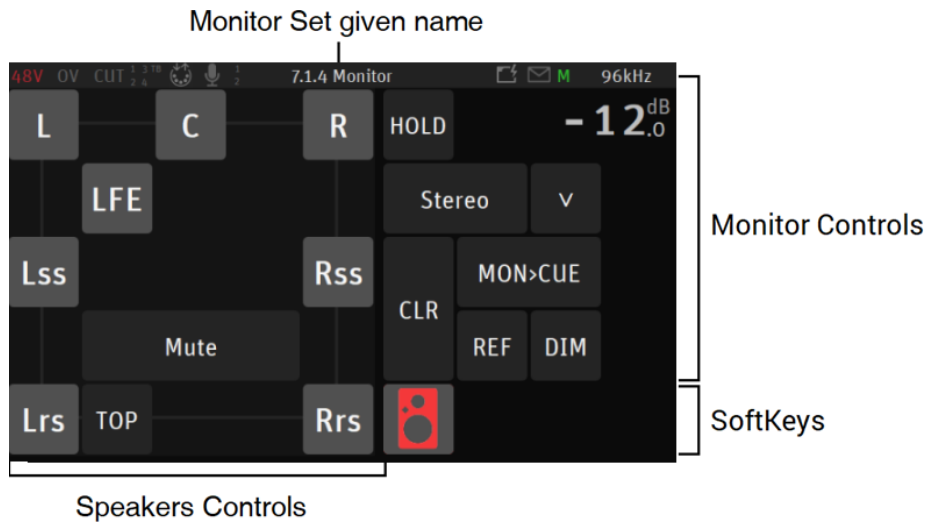 Monitor Set given name
48V OV CUT 1 3 TB 2 4 1 2 7.1.4 Monitor M 96kHz
L C R HOLD -12.0 dB
LFE Stereo V
Monitor Controls
Lss Rss CLR MON>CUE
Mute REF DIM
Lrs TOP Rrs SoftKeys
Speakers Controls